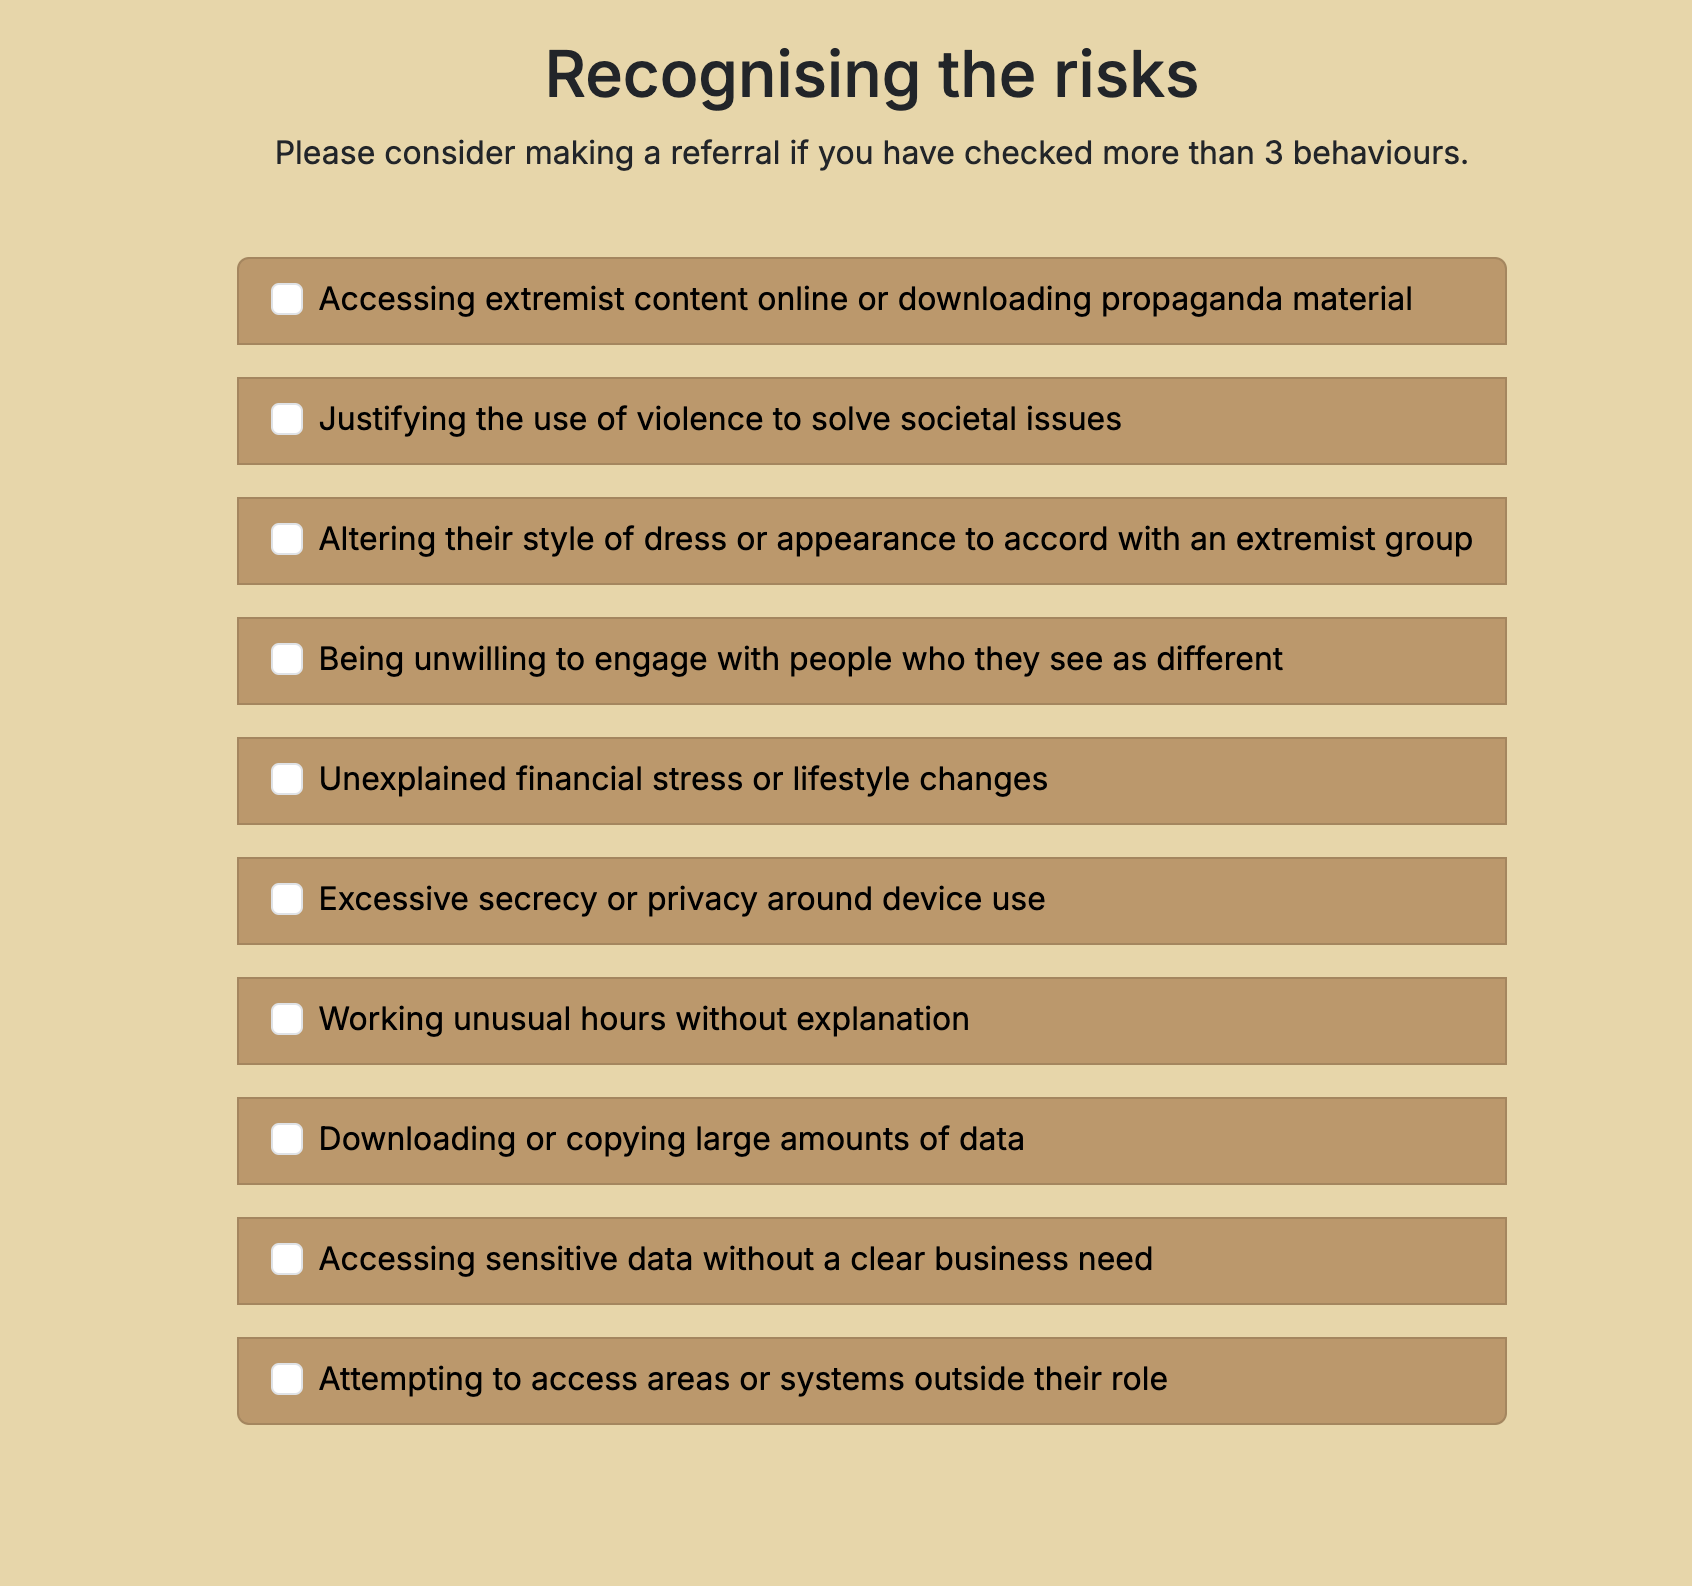 Recognising the risks
Please consider making a referral if you have checked more than 3 behaviours.
Accessing extremist content online or downloading propaganda material
Justifying the use of violence to solve societal issues
Altering their style of dress or appearance to accord with an extremist group
Being unwilling to engage with people who they see as different
Unexplained financial stress or lifestyle changes
Excessive secrecy or privacy around device use
Working unusual hours without explanation
Downloading or copying large amounts of data
Accessing sensitive data without a clear business need
Attempting to access areas or systems outside their role